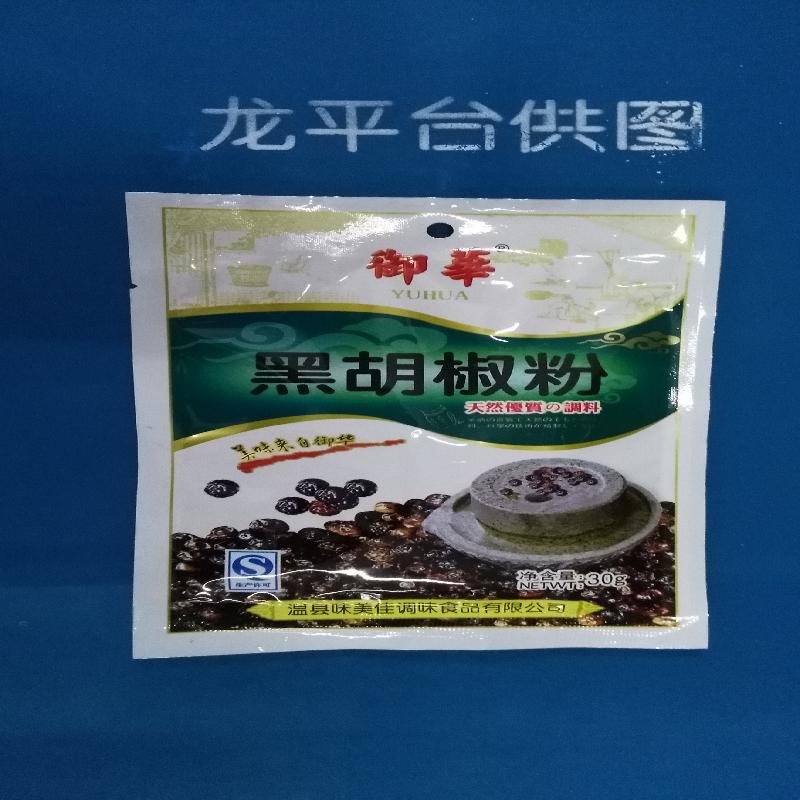 龙平台供图
御華®
YUHUA
黑胡椒粉
天然優質の調料
美味来自御华
生产许可
净含量:30g
NETWT:
温县味美佳调味食品有限公司